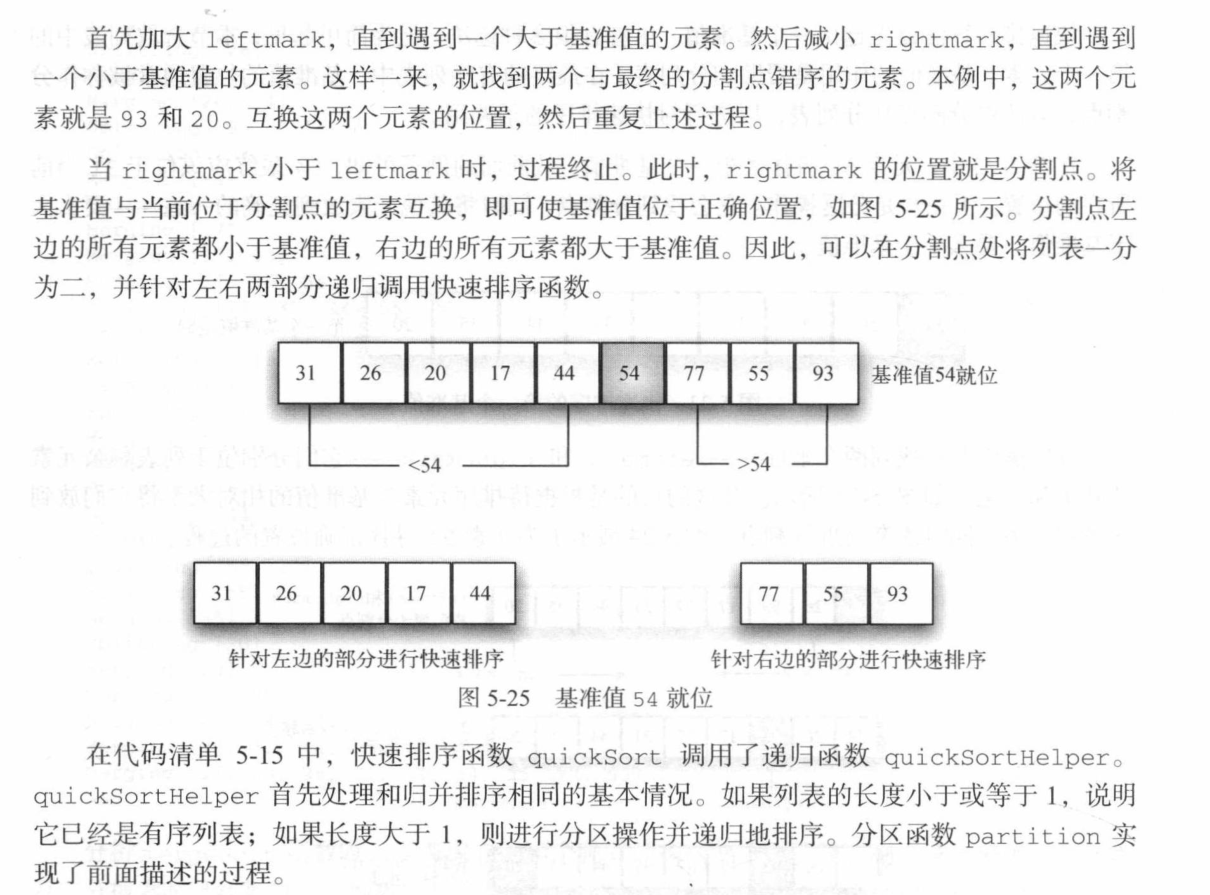 首先加大 leftmark，直到遇到一个大于基准值的元素。然后减小 rightmark，直到遇到
一个小于基准值的元素。这样一来，就找到两个与最终的分割点错序的元素。本例中，这两个元
素就是 93 和 20。互换这两个元素的位置，然后重复上述过程。
当 rightmark 小于 leftmark 时，过程终止。此时，rightmark 的位置就是分割点。将
基准值与当前位于分割点的元素互换，即可使基准值位于正确位置，如图 5-25 所示。分割点左
边的所有元素都小于基准值，右边的所有元素都大于基准值。因此，可以在分割点处将列表一分
为二，并针对左右两部分递归调用快速排序函数。
31 26 20 17 44 54 77 55 93 基准值54就位
<54 >54
31 26 20 17 44 77 55 93
针对左边的部分进行快速排序 针对右边的部分进行快速排序
图 5-25 基准值 54 就位
在代码清单 5-15 中，快速排序函数 quickSort 调用了递归函数 quickSortHelper。
quickSortHelper 首先处理和归并排序相同的基本情况。如果列表的长度小于或等于 1，说明
它已经是有序列表；如果长度大于 1，则进行分区操作并递归地排序。分区函数 partition 实
现了前面描述的过程。